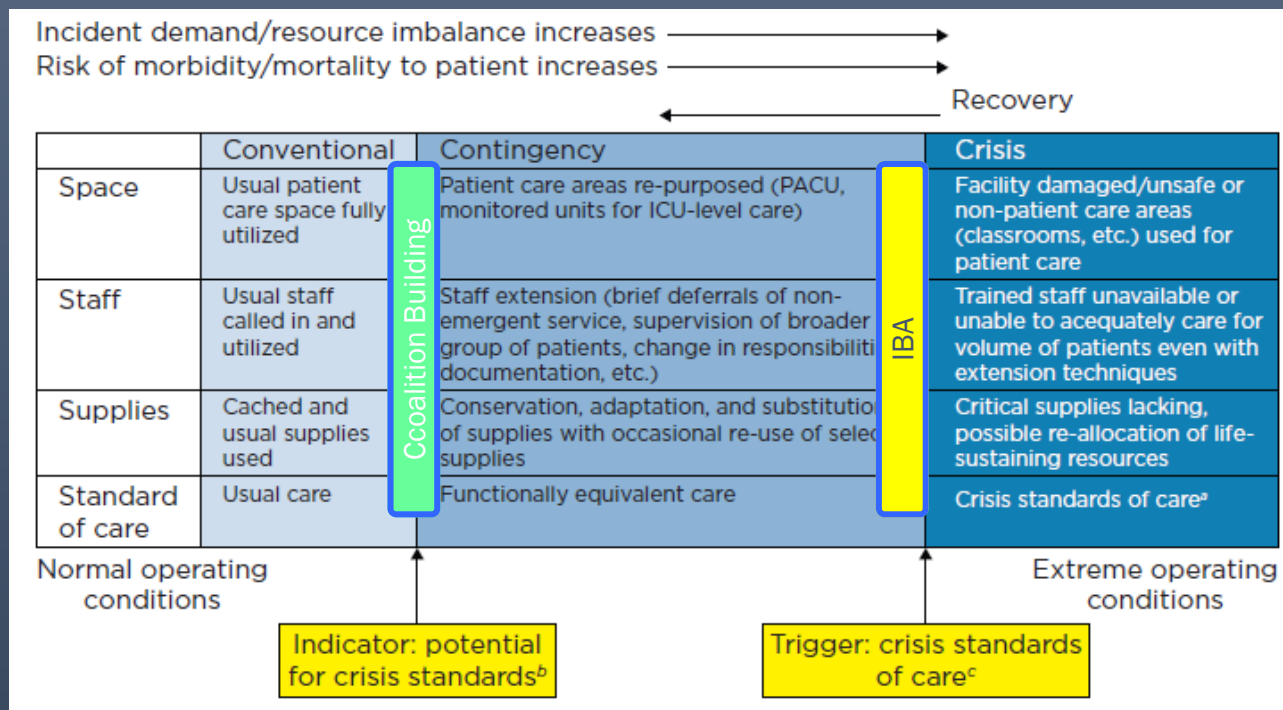 Incident demand/resource imbalance increases
Risk of morbidity/mortality to patient increases
Recovery
Conventional
Contingency
Crisis
Space
Usual patient
care space fully
utilized
Patient care areas re-purposed (PACU,
monitored units for ICU-level care)
Facility damaged/unsafe or
non-patient care areas
(classrooms, etc.) used for
patient care
Staff
Usual staff
called in and
utilized
Staff extension (brief deferrals of non-
emergent service, supervision of broader
group of patients, change in responsibiliti
documentation, etc.)
Trained staff unavailable or
unable to acequately care for
volume of patients even with
extension techniques
Supplies
Cached and
usual supplies
used
Conservation, adaptation, and substitutio
of supplies with occasional re-use of selec
supplies
Critical supplies lacking,
possible re-allocation of life-
sustaining resources
Standard
of care
Usual care
Functionally equivalent care
Crisis standards of careᵃ
Ccoalition Building
IBA
Normal operating
conditions
Extreme operating
conditions
Indicator: potential
for crisis standardsᵇ
Trigger: crisis standards
of careᶜ